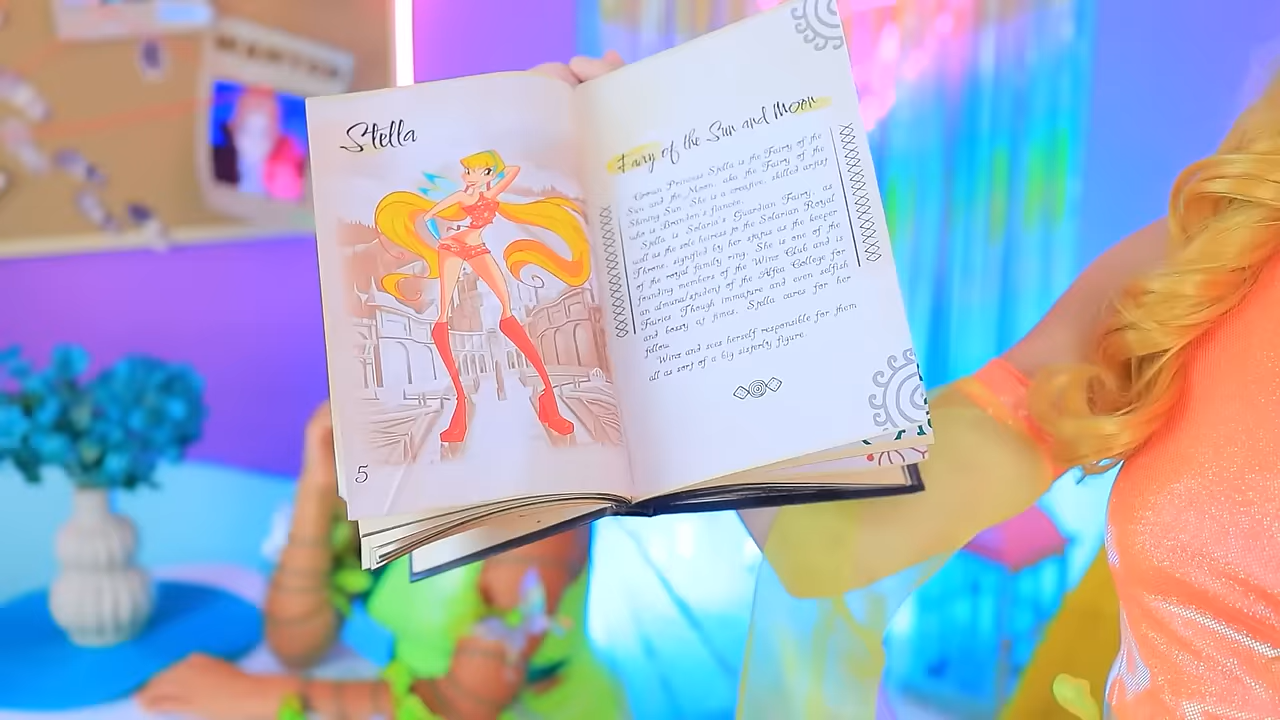 Stella
5
Fairy of the Sun and Moon
Crown Princess Stella is the Fairy of the
Sun and the Moon, aka the Fairy of the
Shining Sun. She is a creative, skilled artist
who is Brandon's fiancée.
Stella is Solaria's Guardian Fairy, as
well as the sole heiress to the Solarian Royal
Throne, signified by her status as the keeper
of the royal family ring. She is one of the
founding members of the Winx Club and is
an alumna/student of the Alfea College for
Fairies. Though immature and even selfish
and bossy at times, Stella cares for her
fellow
Winx and sees herself responsible for them
all as sort of a big sisterly figure.